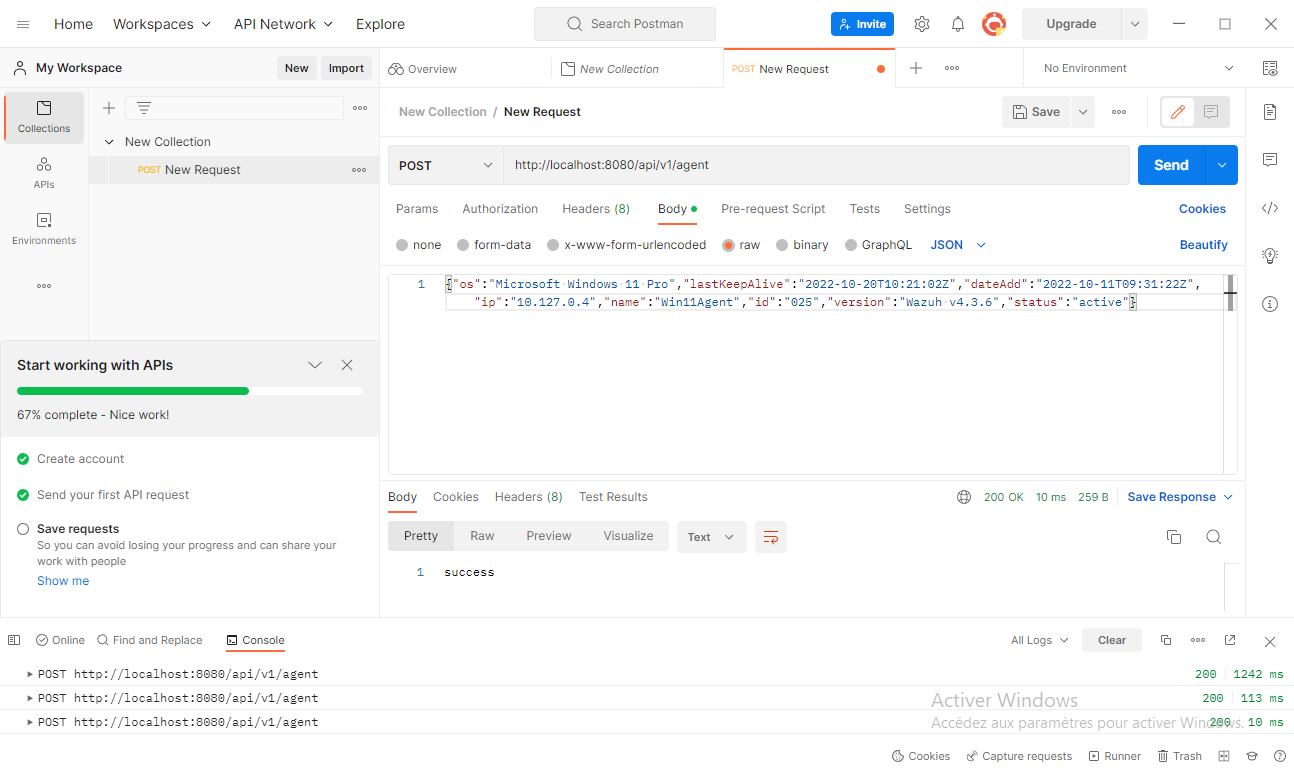 Home Workspaces API Network Explore Search Postman Invite Upgrade
My Workspace New Import Overview New Collection POST New Request No Environment
New Collection / New Request Save
Collections
New Collection
POST New Request
POST http://localhost:8080/api/v1/agent Send
APIs
Environments
Params Authorization Headers (8) Body Pre-request Script Tests Settings Cookies
none form-data x-www-form-urlencoded raw binary GraphQL JSON Beautify
1 {"os":"Microsoft Windows 11 Pro","lastKeepAlive":"2022-10-20T10:21:02Z","dateAdd":"2022-10-11T09:31:22Z",
"ip":"10.127.0.4","name":"Win11Agent","id":"025","version":"Wazuh v4.3.6","status":"active"}
Start working with APIs
67% complete - Nice work!
Create account
Send your first API request
Save requests
So you can avoid losing your progress and can share your
work with people
Show me
Body Cookies Headers (8) Test Results 200 OK 10 ms 259 B Save Response
Pretty Raw Preview Visualize Text
1 success
Online Find and Replace Console All Logs Clear
POST http://localhost:8080/api/v1/agent 200 1242 ms
POST http://localhost:8080/api/v1/agent 200 113 ms
POST http://localhost:8080/api/v1/agent 200 10 ms
Activer Windows
Accédez aux paramètres pour activer Windows.
Cookies Capture requests Runner Trash